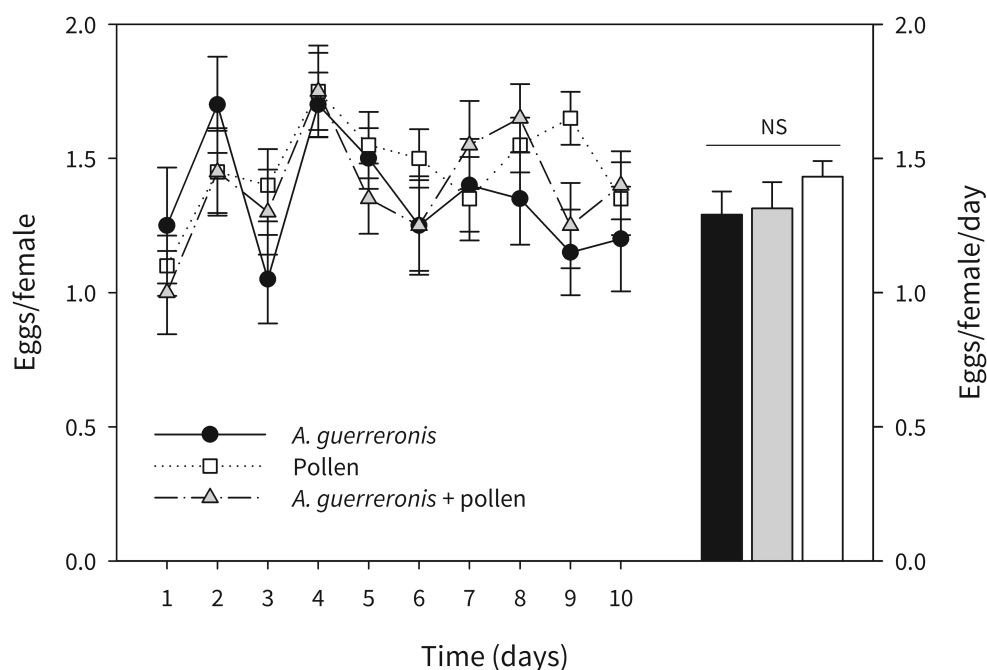 2.0
1.5
1.0
0.5
0.0
Eggs/female
2.0
1.5
1.0
0.5
0.0
Eggs/female/day
NS
A. guerreronis
Pollen
A. guerreronis + pollen
1 2 3 4 5 6 7 8 9 10
Time (days)